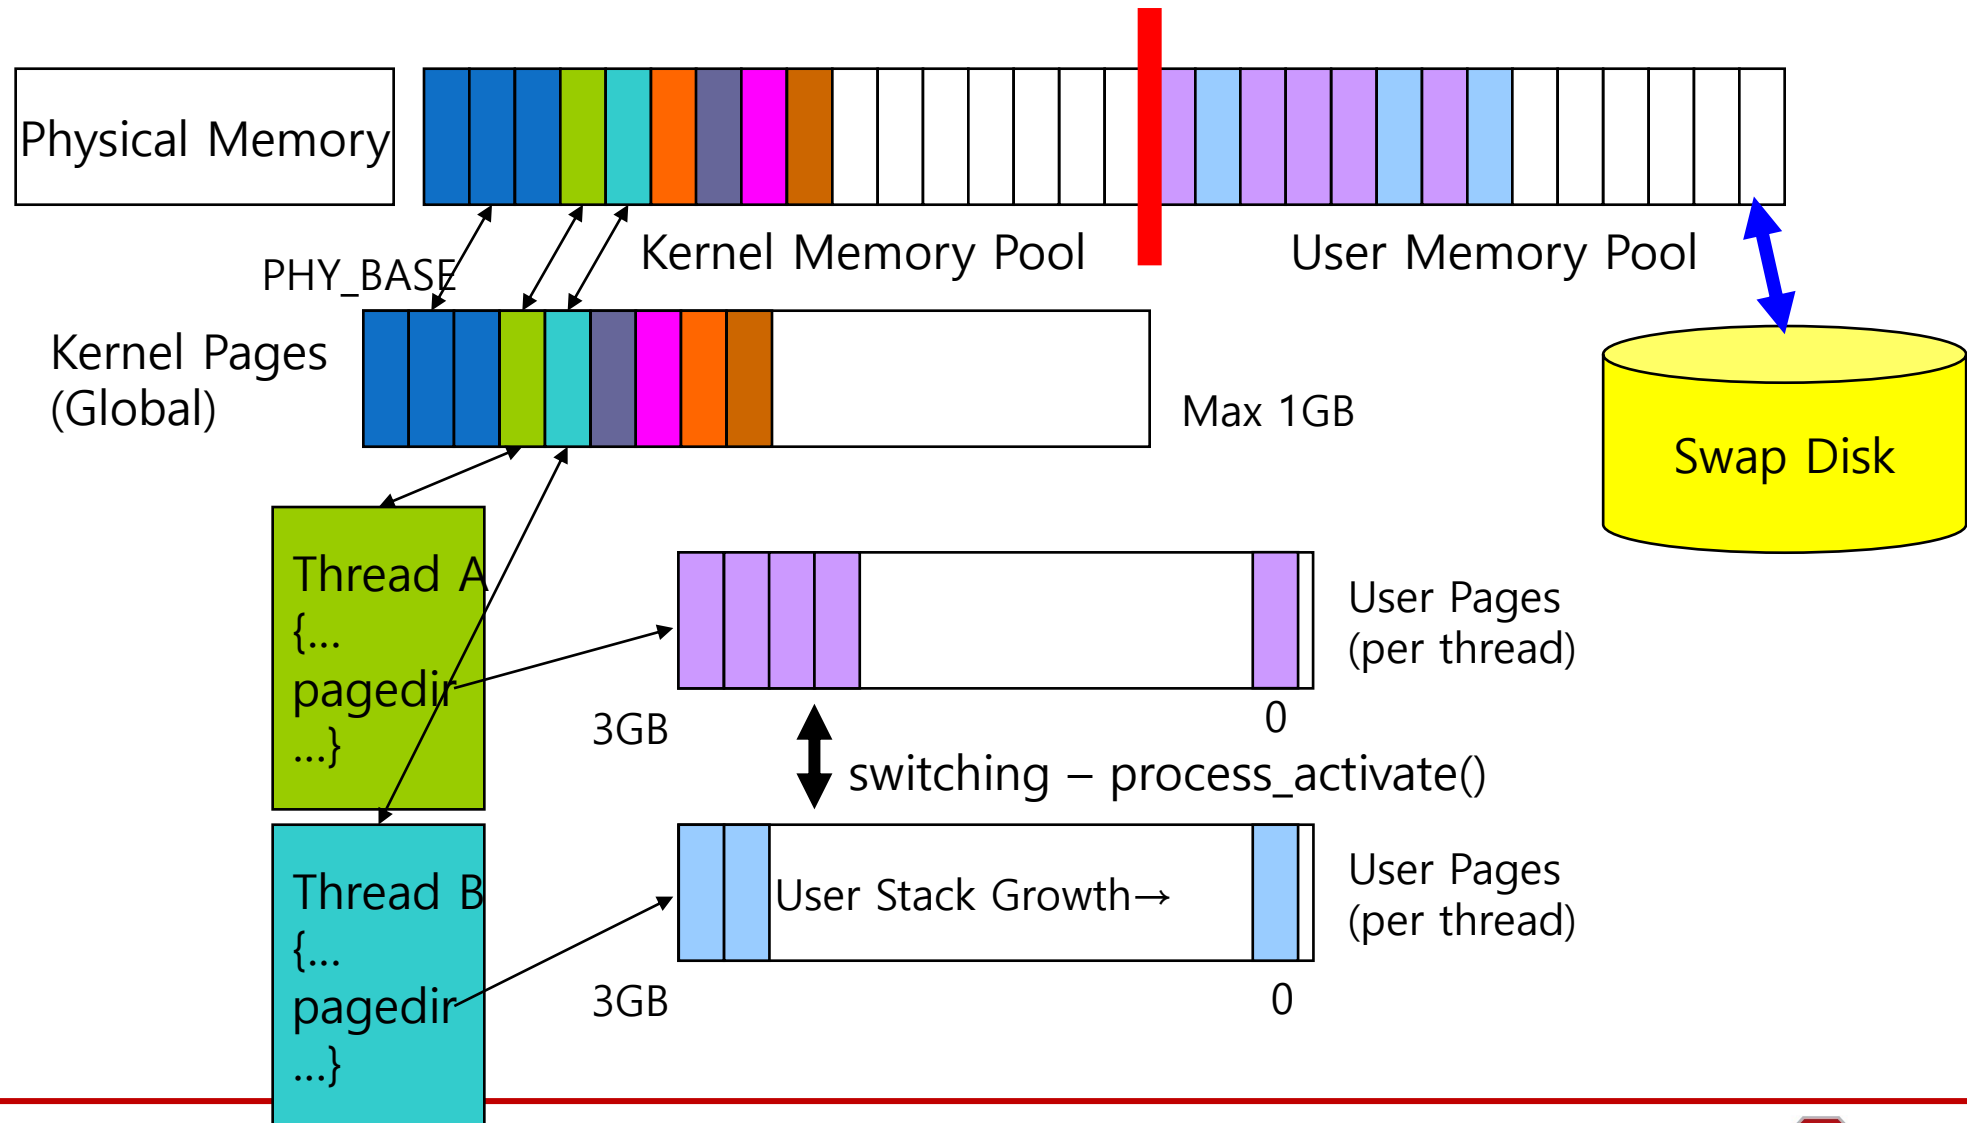 Physical Memory
Kernel Memory Pool
User Memory Pool
PHY_BASE
Kernel Pages
(Global)
Max 1GB
Swap Disk
Thread A
{...
pagedir
...}
User Pages
(per thread)
3GB
0
switching – process_activate()
Thread B
{...
pagedir
...}
User Stack Growth→
User Pages
(per thread)
3GB
0